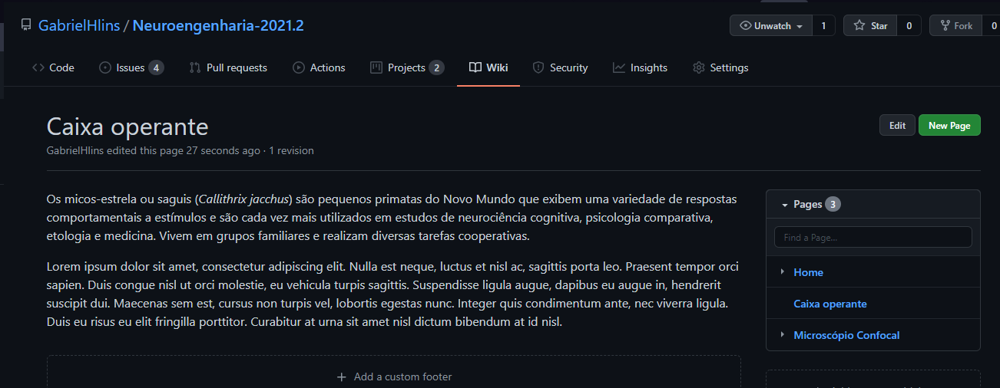 GabrielHlins / Neuroengenharia-2021.2
Unwatch 1 Star 0 Fork 0
Code Issues 4 Pull requests Actions Projects 2 Wiki Security Insights Settings
Caixa operante
Edit New Page
GabrielHlins edited this page 27 seconds ago · 1 revision
Os micos-estrela ou saguis (Callithrix jacchus) são pequenos primatas do Novo Mundo que exibem uma variedade de respostas
comportamentais a estímulos e são cada vez mais utilizados em estudos de neurociência cognitiva, psicologia comparativa,
etologia e medicina. Vivem em grupos familiares e realizam diversas tarefas cooperativas.
Lorem ipsum dolor sit amet, consectetur adipiscing elit. Nulla est neque, luctus et nisl ac, sagittis porta leo. Praesent tempor orci
sapien. Duis congue nisl ut orci molestie, eu vehicula turpis sagittis. Suspendisse ligula augue, dapibus eu augue in, hendrerit
suscipit dui. Maecenas sem est, cursus non turpis vel, lobortis egestas nunc. Integer quis condimentum ante, nec viverra ligula.
Duis eu risus eu elit fringilla porttitor. Curabitur at urna sit amet nisl dictum bibendum at id nisl.
Add a custom footer
Pages 3
Find a Page...
Home
Caixa operante
Microscópio Confocal